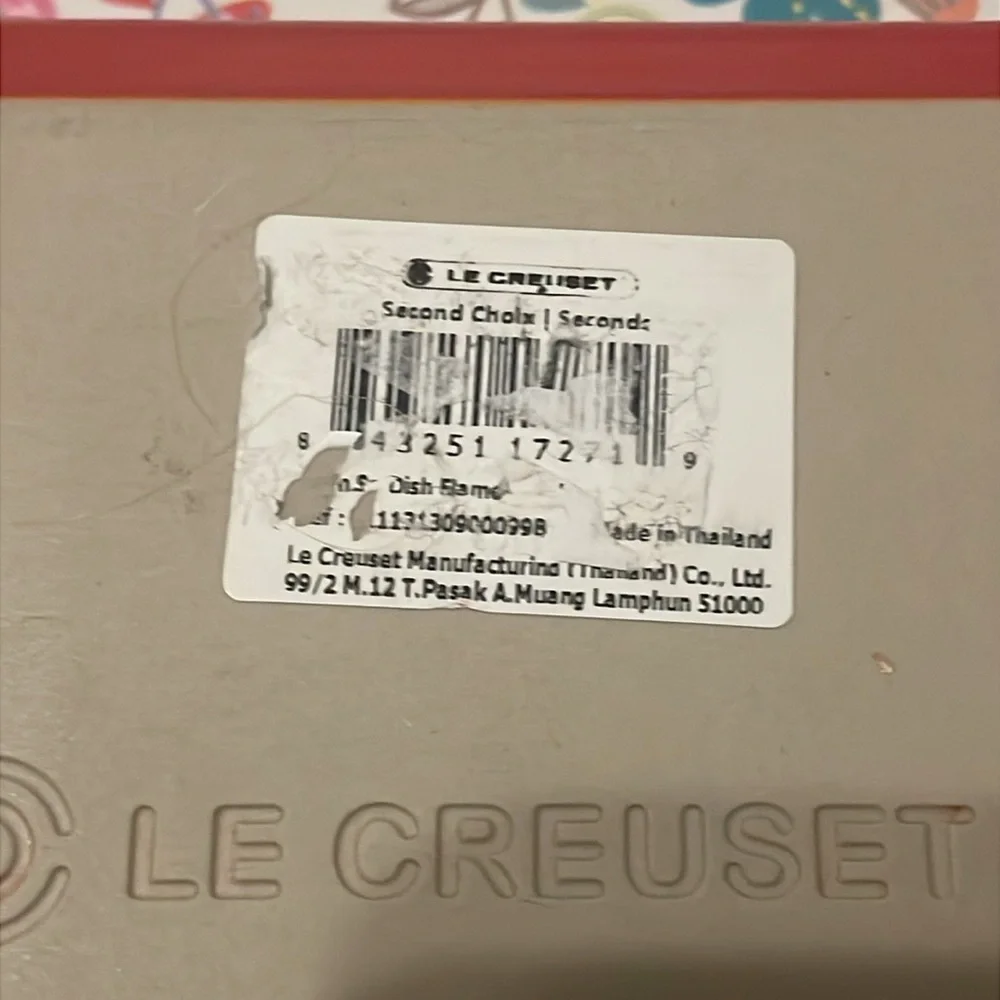 LE CREUSET
Second Choix | Seconds
8 43251 17271 9
Dish Flame
Made in Thailand
Le Creuset Manufacturing (Thailand) Co., Ltd.
99/2 M.12 T.Pasak A.Muang Lamphun 51000
LE CREUSET